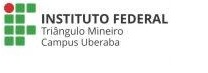 INSTITUTO FEDERAL
Triângulo Mineiro
Campus Uberaba